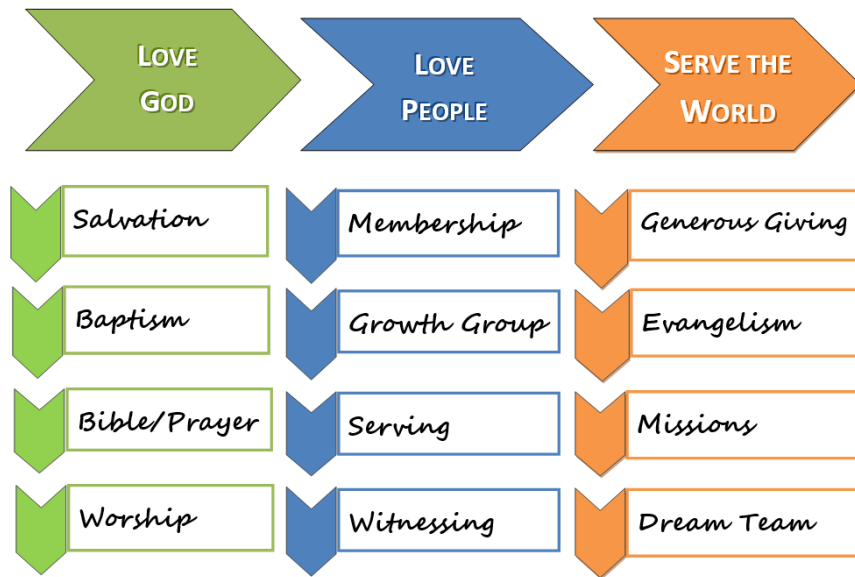 LOVE
GOD
LOVE
PEOPLE
SERVE THE
WORLD
Salvation
Membership
Generous Giving
Baptism
Growth Group
Evangelism
Bible/Prayer
Serving
Missions
Worship
Witnessing
Dream Team